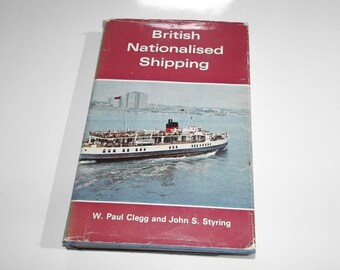 British
Nationalised
Shipping
W. Paul Clegg and John S. Styring